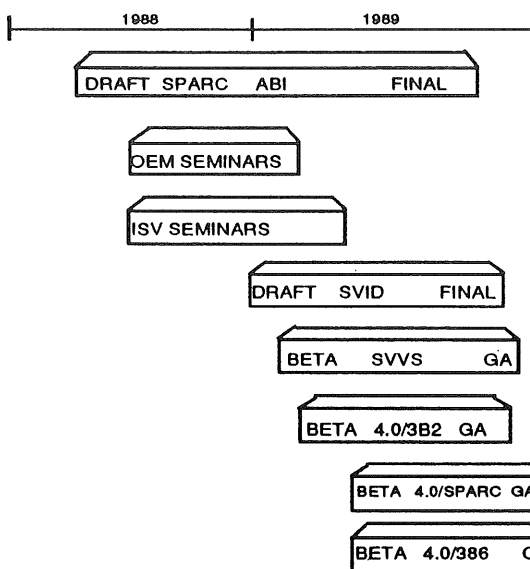 1988 1989
DRAFT SPARC ABI FINAL
OEM SEMINARS
ISV SEMINARS
DRAFT SVID FINAL
BETA SVVS GA
BETA 4.0/3B2 GA
BETA 4.0/SPARC GA
BETA 4.0/386